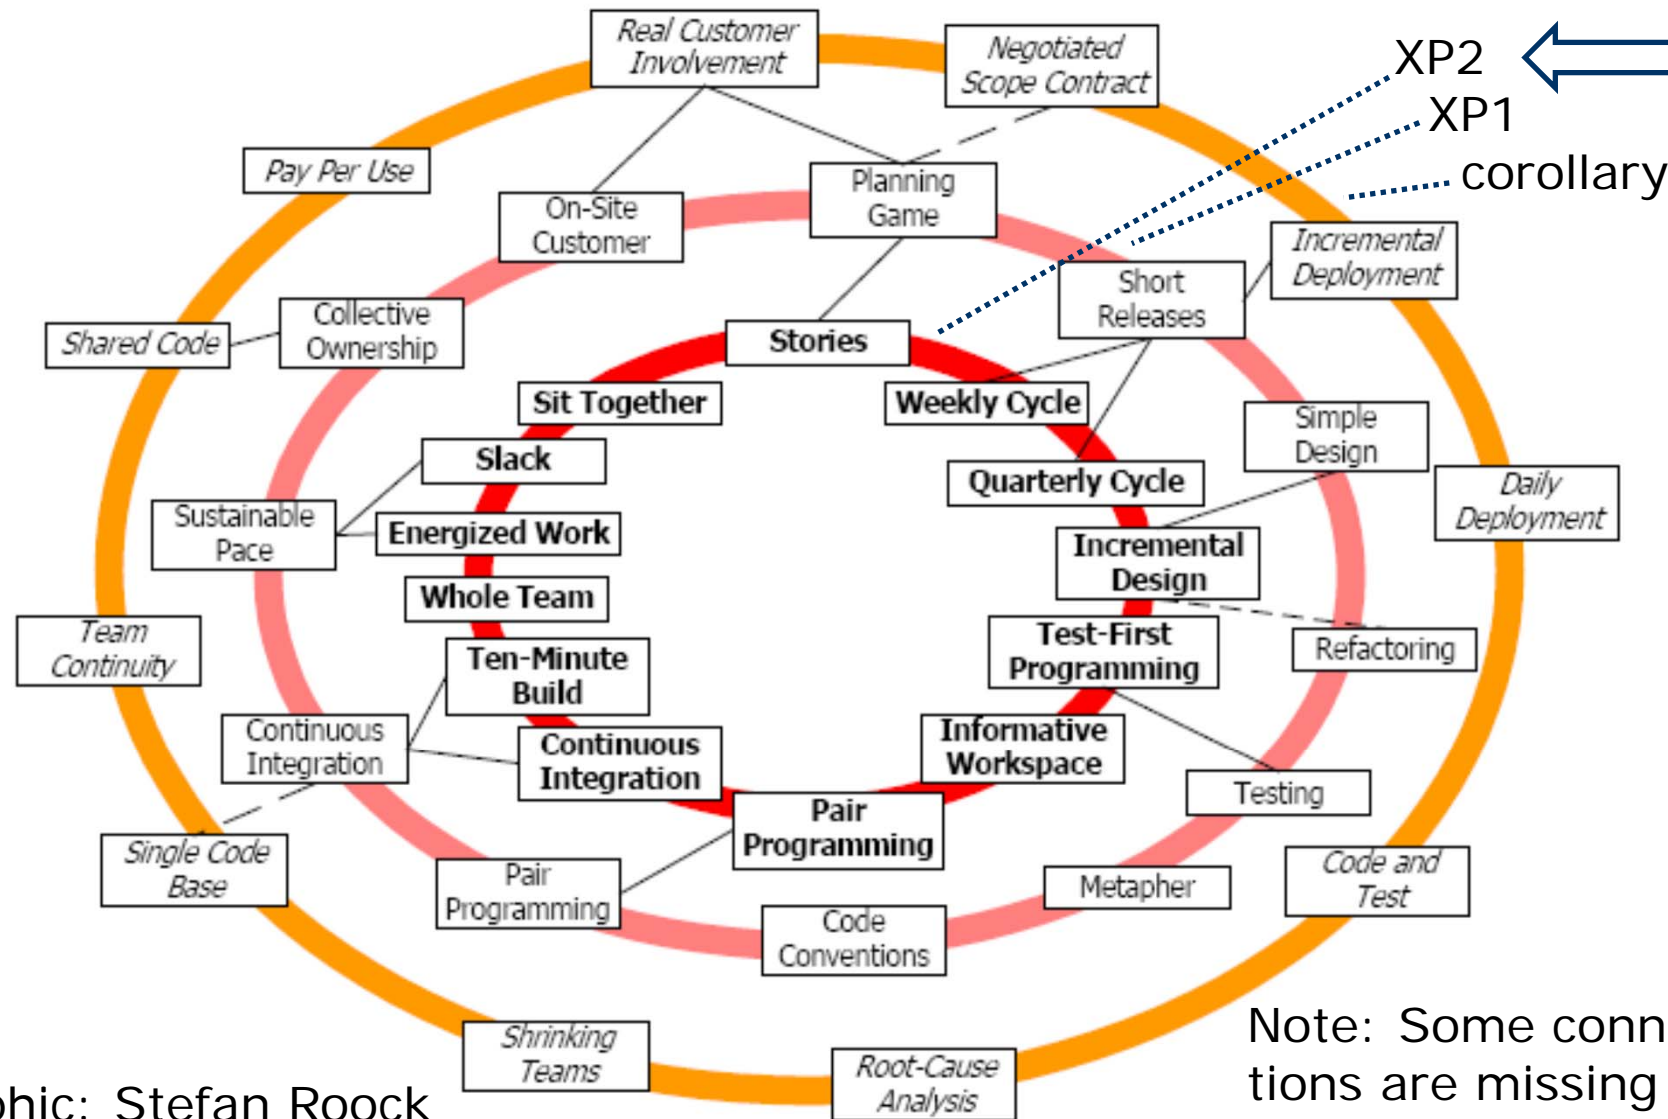 Real Customer
Involvement
Negotiated
Scope Contract
XP2
XP1
corollary
Pay Per Use
Planning
Game
On-Site
Customer
Incremental
Deployment
Short
Releases
Collective
Ownership
Shared Code
Stories
Sit Together
Weekly Cycle
Simple
Design
Slack
Quarterly Cycle
Daily
Deployment
Sustainable
Pace
Energized Work
Incremental
Design
Whole Team
Team
Continuity
Test-First
Programming
Refactoring
Ten-Minute
Build
Continuous
Integration
Continuous
Integration
Informative
Workspace
Testing
Pair
Programming
Single Code
Base
Code and
Test
Pair
Programming
Metapher
Code
Conventions
Shrinking
Teams
Root-Cause
Analysis
Note: Some conn
tions are missing
phic: Stefan Roock